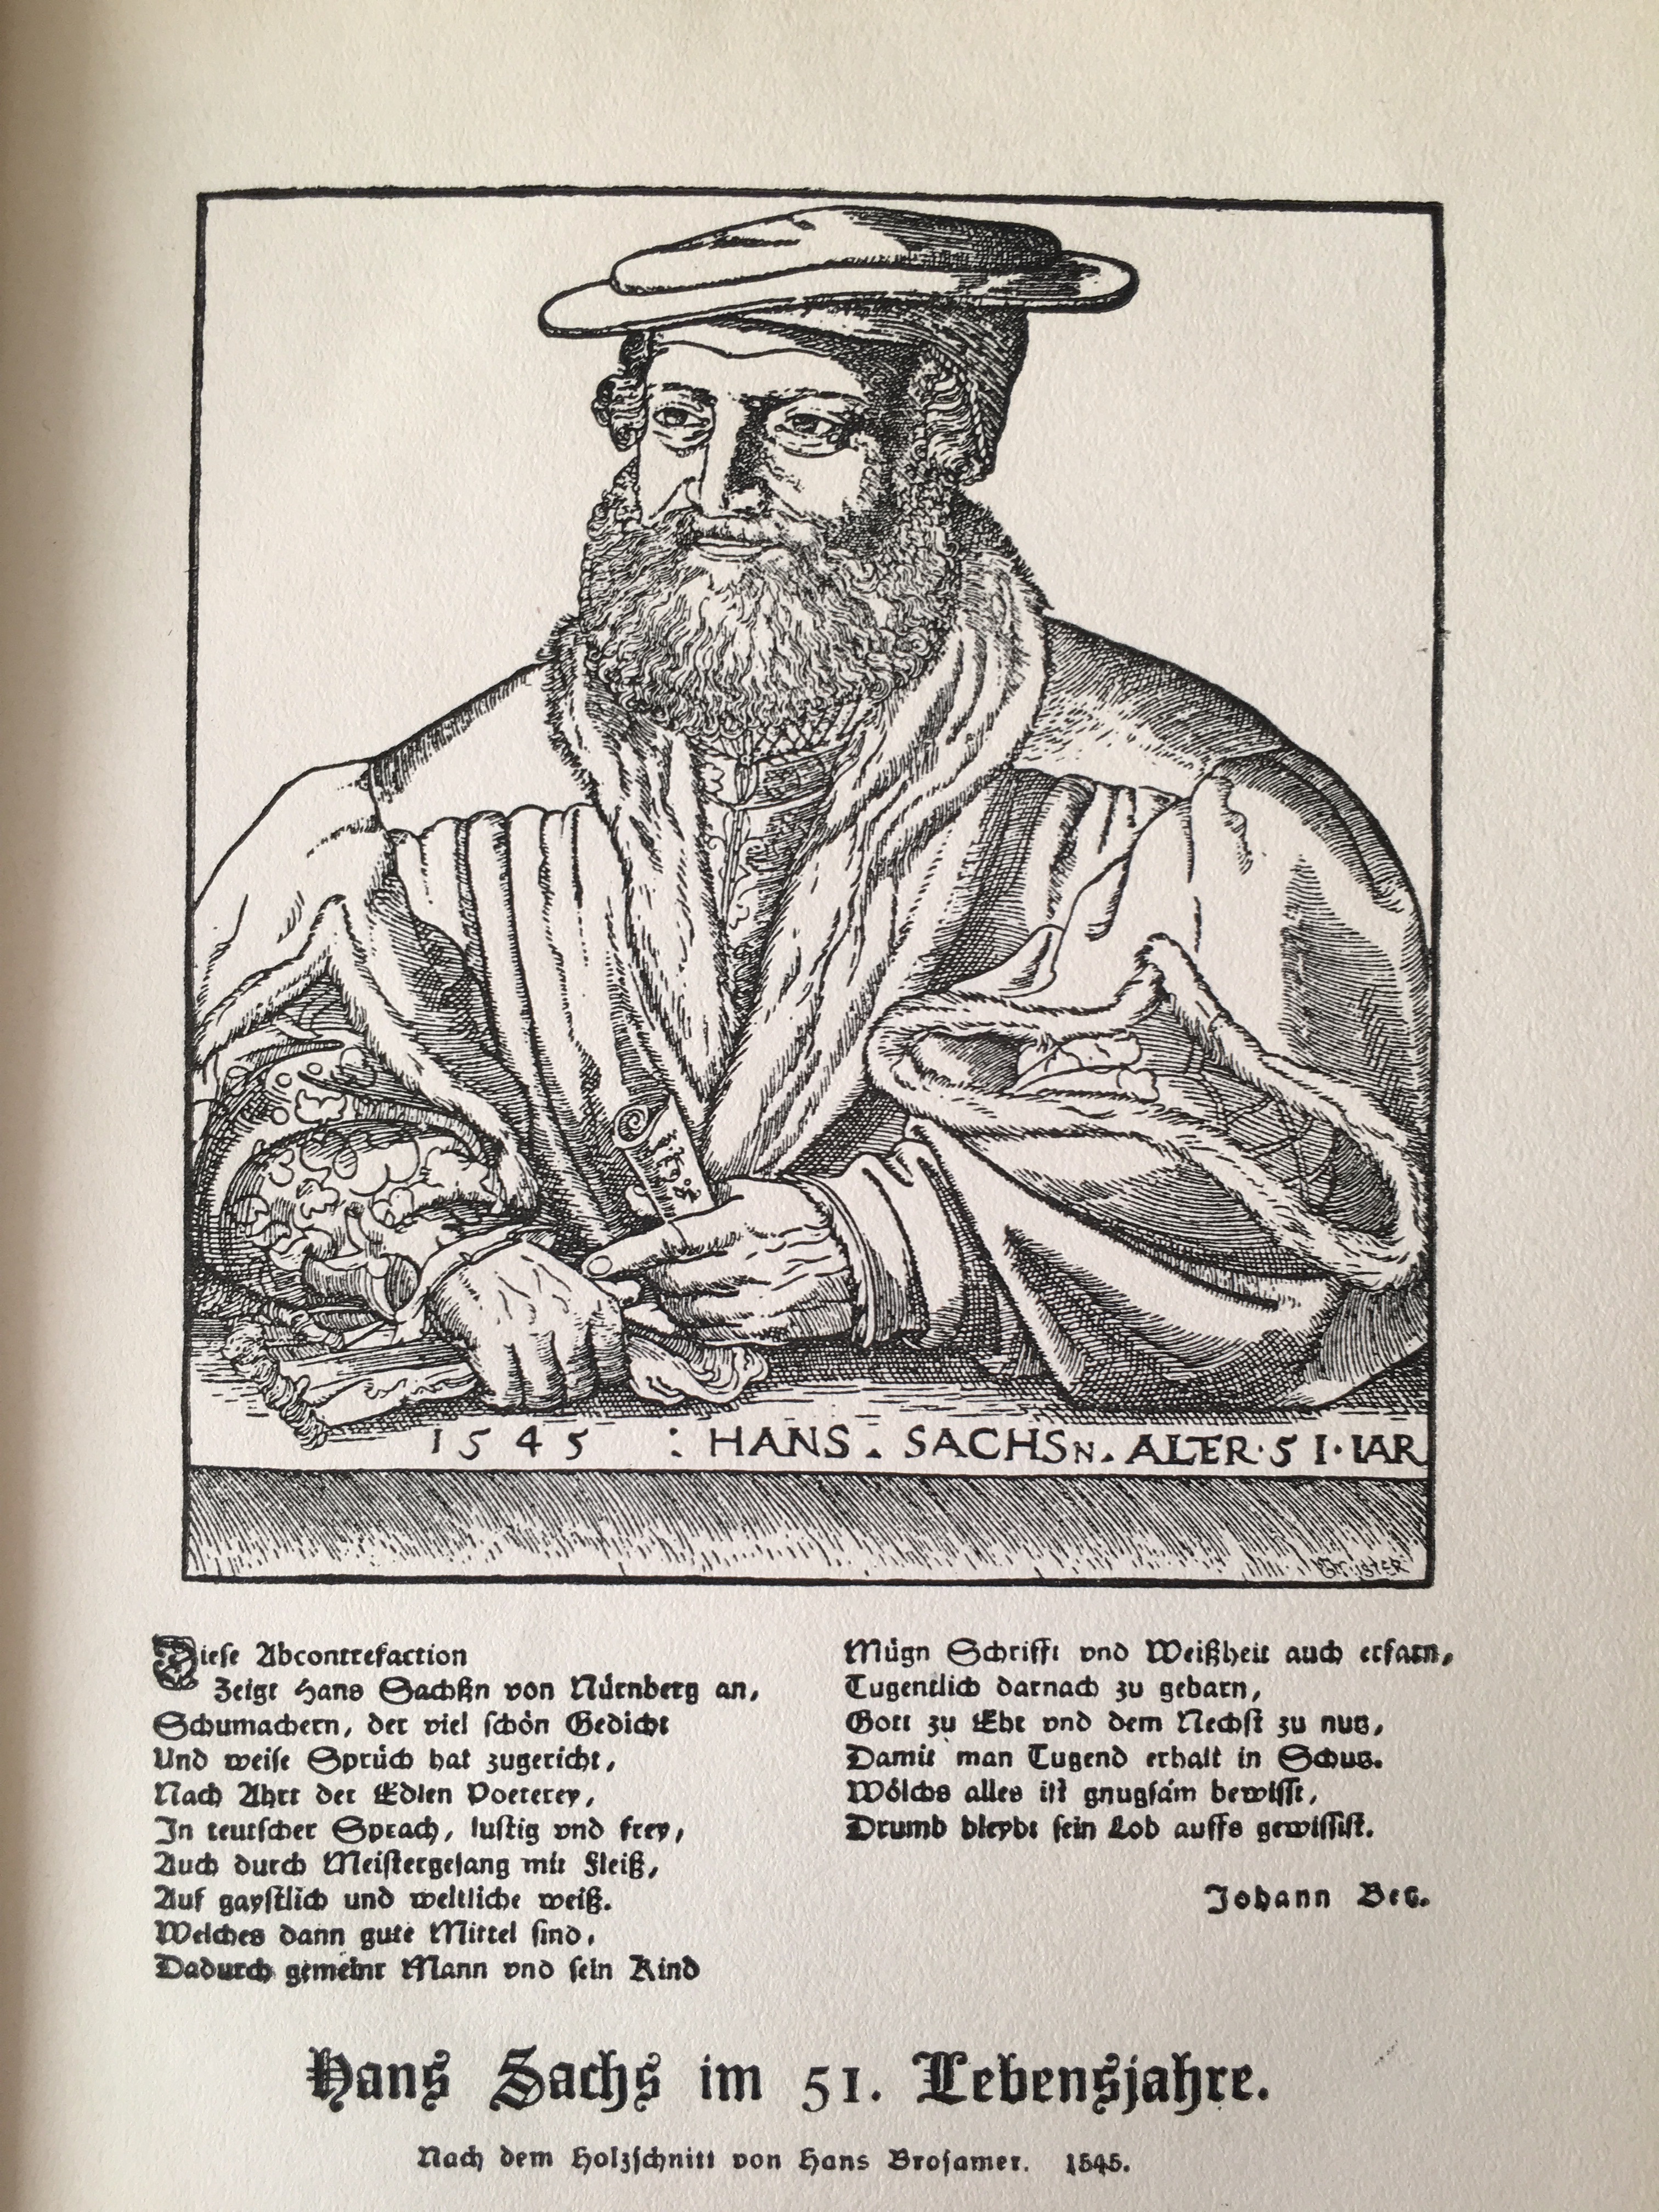 1545 : HANS . SACHSN . ALTER · 51 · IAR
Diese Abcontrefaction
Zeigt Hans Sachßn von Nürnberg an,
Schumachern, der viel schön Gedicht
Und weise Sprüch hat zugericht,
Nach Ahrt der Edlen Poeterey,
In teutscher Sprach, lustig vnd frey,
Auch durch Meistergesang mit Fleiß,
Auf gaystlich und weltliche weiß.
Welches dann gute Mittel sind,
Dadurch gemeinr Mann vnd sein Kind
Mügn Schrifft vnd Weißheit auch erfarn,
Tugentlich darnach zu gebarn,
Gott zu Ehr vnd dem Nechst zu nutz,
Damit man Tugend erhalt in Schutz.
Wölchs alles ist gnugsam bewisst,
Drumb bleybt sein Lob auffs gewissist.
Johann Betz.
Hans Sachs im 51. Lebensjahre.
Nach dem Holzschnitt von Hans Brosamer. 1545.